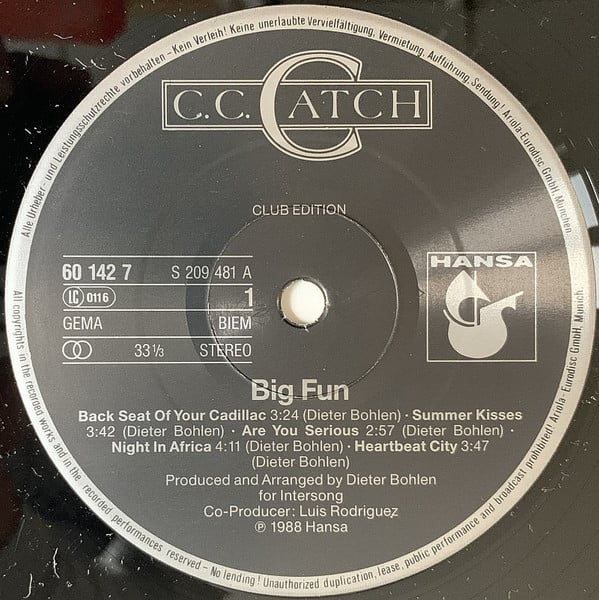 Alle Urheber- und Leistungsschutzrechte vorbehalten - Kein Verleih! Keine unerlaubte Vervielfältigung, Vermietung, Aufführung, Sendung! Ariola-Eurodisc GmbH, München.
C.C. CATCH
CLUB EDITION
60 142 7 S 209 481 A
LC 0116 1
GEMA BIEM
33 1/3 STEREO
HANSA
Big Fun
Back Seat Of Your Cadillac 3:24 (Dieter Bohlen) · Summer Kisses
3:42 (Dieter Bohlen) · Are You Serious 2:57 (Dieter Bohlen) ·
Night In Africa 4:11 (Dieter Bohlen) · Heartbeat City 3:47
(Dieter Bohlen)
Produced and Arranged by Dieter Bohlen
for Intersong
Co-Producer: Luis Rodriguez
℗ 1988 Hansa
All copyrights in the recorded works and in the recorded performances reserved - No lending! Unauthorized duplication, lease, public performance and broadcast prohibited! Ariola-Eurodisc GmbH, Munich.